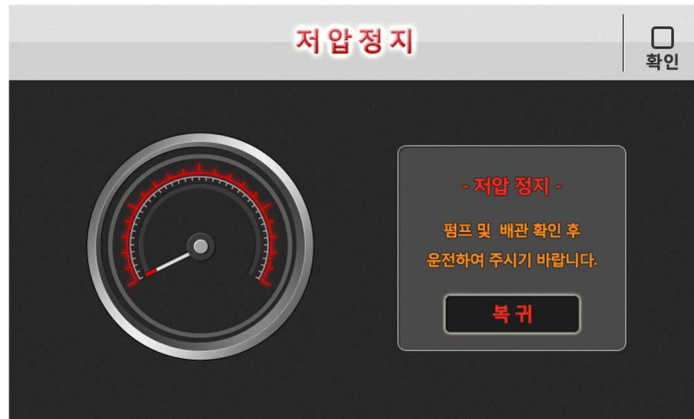 저압정지
확인
- 저압 정지 -
펌프 및 배관 확인 후
운전하여 주시기 바랍니다.
복귀